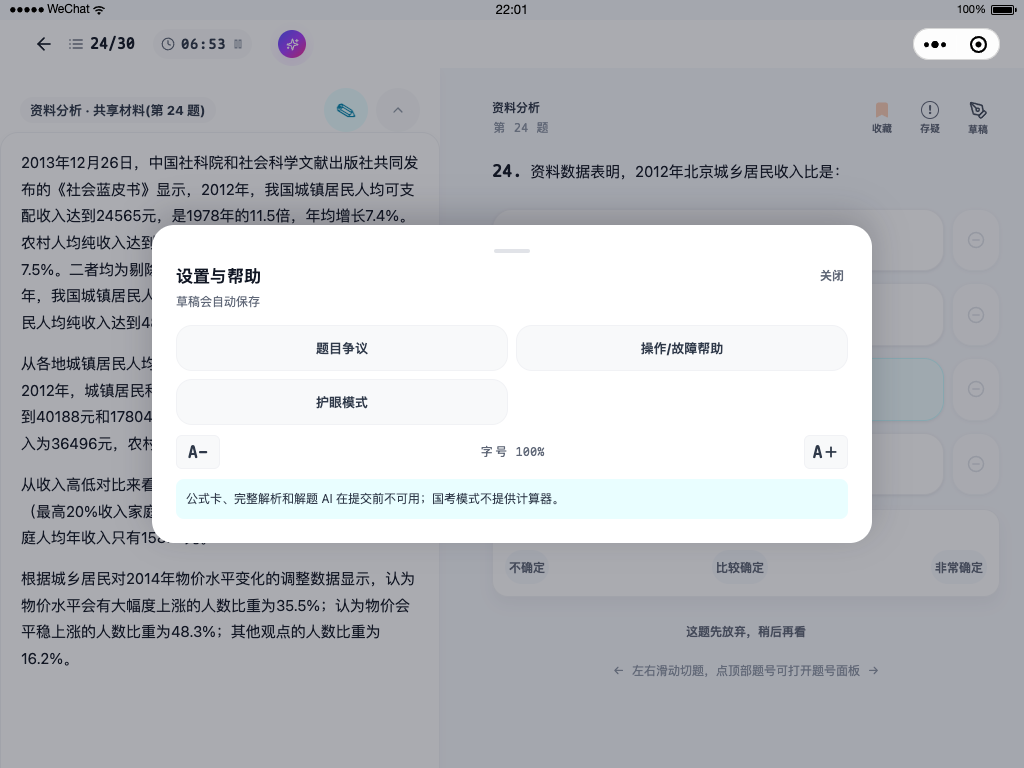 WeChat
22:01
100%
24/30
06:53
资料分析 · 共享材料(第 24 题)
2013年12月26日，中国社科院和社会科学文献出版社共同发
布的《社会蓝皮书》显示，2012年，我国城镇居民人均可支
配收入达到24565元，是1978年的11.5倍，年均增长7.4%。
农村人均纯收入达到
7.5%。二者均为剔除
年，我国城镇居民人
民人均纯收入达到4
从各地城镇居民人均
2012年，城镇居民和
到40188元和17804
入为36496元，农村
从收入高低对比来看
（最高20%收入家庭
庭人均年收入只有15
根据城乡居民对2014年物价水平变化的调整数据显示，认为
物价水平会有大幅度上涨的人数比重为35.5%；认为物价会
平稳上涨的人数比重为48.3%；其他观点的人数比重为
16.2%。
资料分析
第 24 题
收藏
存疑
草稿
24. 资料数据表明，2012年北京城乡居民收入比是：
设置与帮助
关闭
草稿会自动保存
题目争议
操作/故障帮助
护眼模式
A−
字号 100%
A+
公式卡、完整解析和解题 AI 在提交前不可用；国考模式不提供计算器。
不确定
比较确定
非常确定
这题先放弃，稍后再看
← 左右滑动切题，点顶部题号可打开题号面板 →